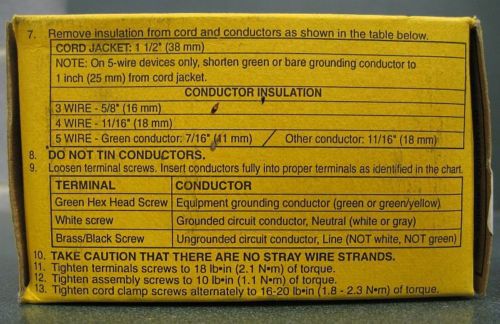 7. Remove insulation from cord and conductors as shown in the table below.
CORD JACKET: 1 1/2" (38 mm)
NOTE: On 5-wire devices only, shorten green or bare grounding conductor to
1 inch (25 mm) from cord jacket.
CONDUCTOR INSULATION
3 WIRE - 5/8" (16 mm)
4 WIRE - 11/16" (18 mm)
5 WIRE - Green conductor: 7/16" (11 mm) / Other conductor: 11/16" (18 mm)
8. DO NOT TIN CONDUCTORS.
9. Loosen terminal screws. Insert conductors fully into proper terminals as identified in the chart.
TERMINAL CONDUCTOR
Green Hex Head Screw Equipment grounding conductor (green or green/yellow)
White screw Grounded circuit conductor, Neutral (white or gray)
Brass/Black Screw Ungrounded circuit conductor, Line (NOT white, NOT green)
10. TAKE CAUTION THAT THERE ARE NO STRAY WIRE STRANDS.
11. Tighten terminals screws to 18 lb•in (2.1 N•m) of torque.
12. Tighten assembly screws to 10 lb•in (1.1 N•m) of torque.
13. Tighten cord clamp screws alternately to 16-20 lb•in (1.8 - 2.3 N•m) of torque.